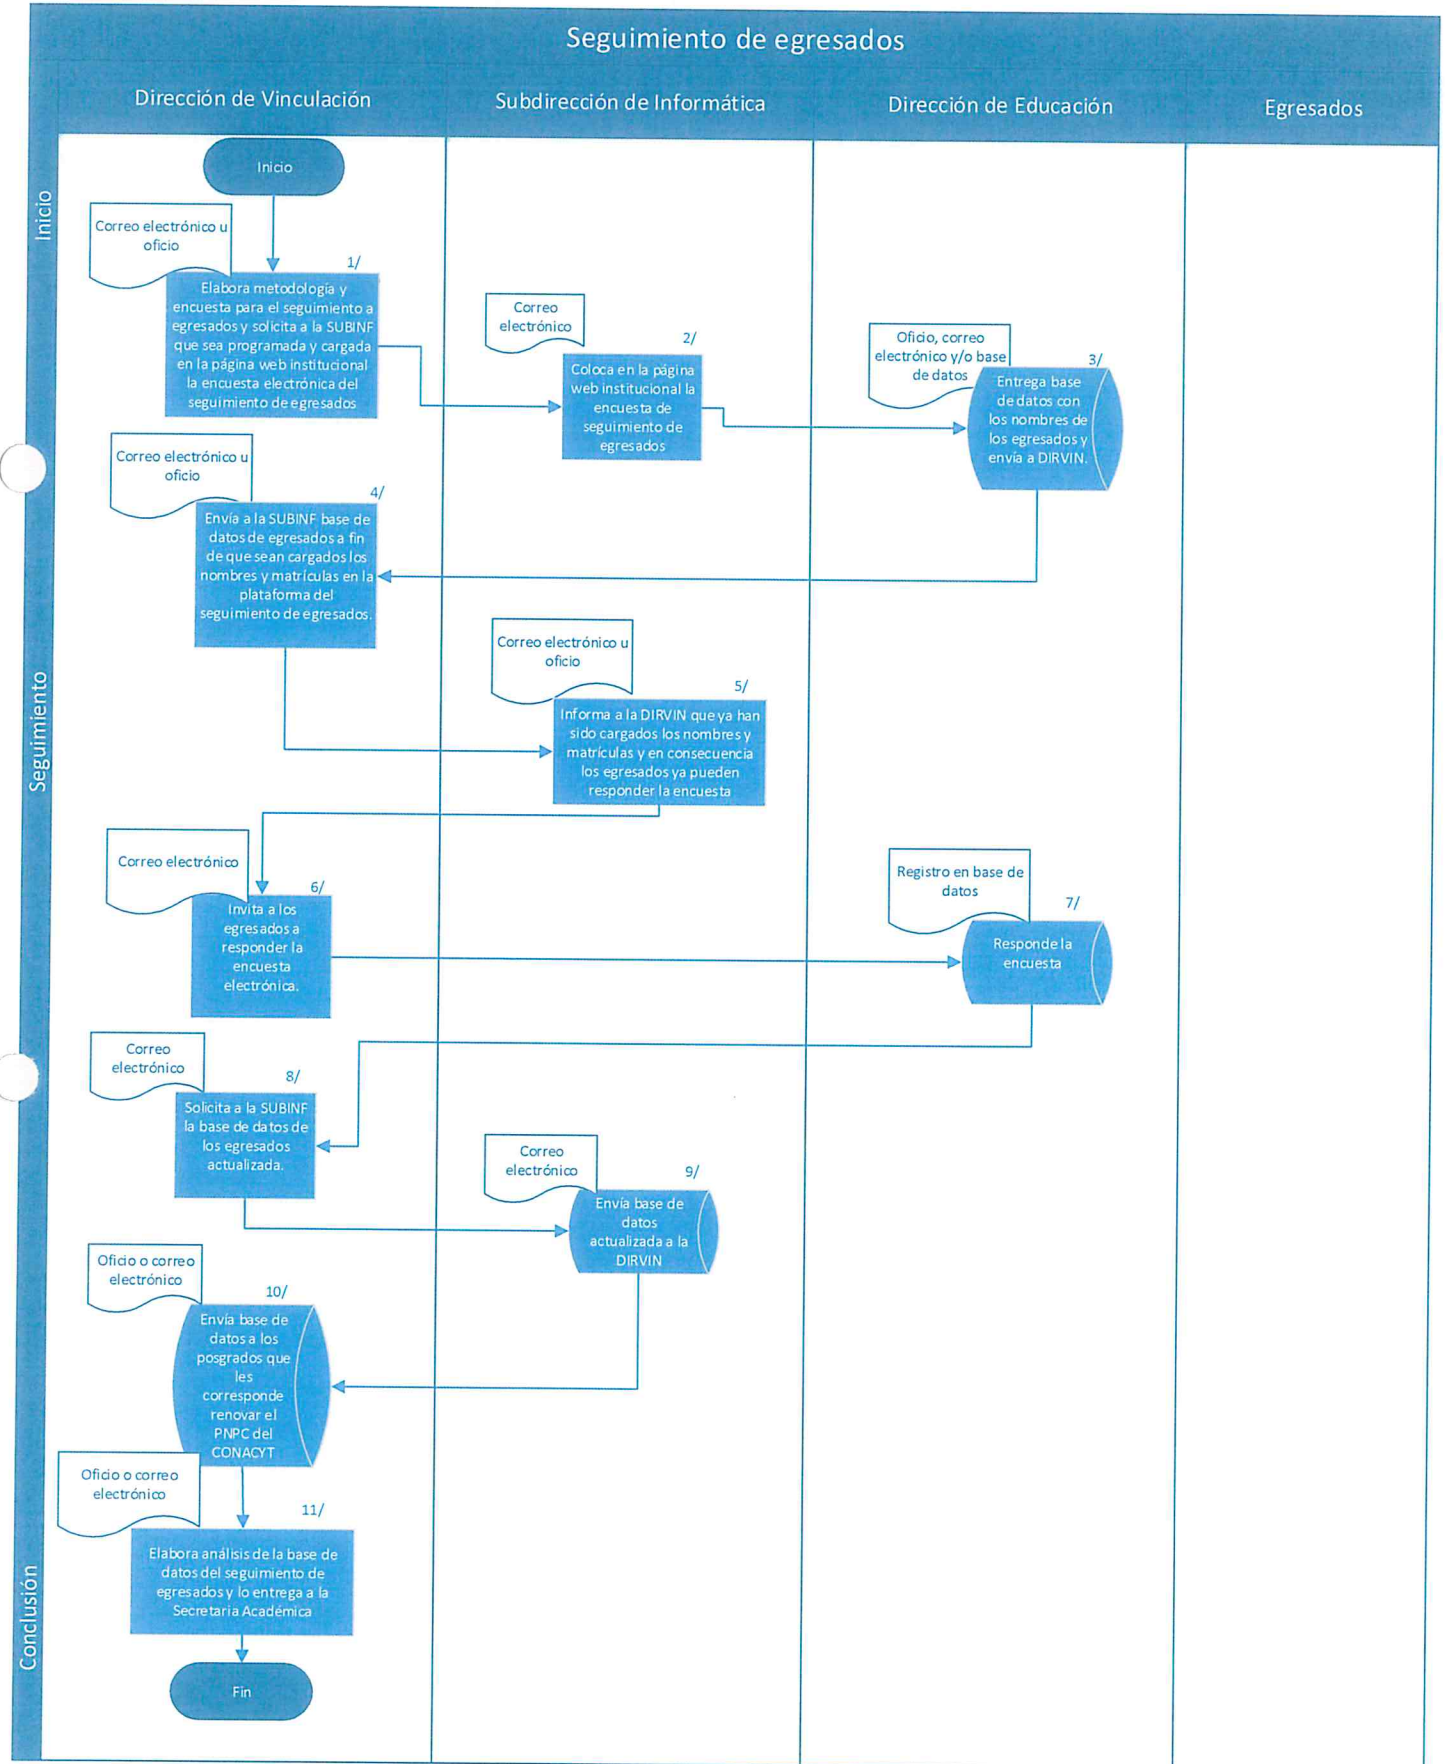 Seguimiento de egresados
Dirección de Vinculación
Subdirección de Informática
Dirección de Educación
Egresados
Inicio
Inicio
Correo electrónico u
oficio
1/
Elabora metodología y
encuesta para el seguimiento a
egresados y solicita a la SUBINF
que sea programada y cargada
en la página web institucional
la encuesta electrónica del
seguimiento de egresados
Correo
electrónico
2/
Coloca en la página
web institucional la
encuesta de
seguimiento de
egresados
Oficio, correo
electrónico y/o base
de datos
3/
Entrega base
de datos con
los nombres de
los egresados y
envía a DIRVIN.
Seguimiento
Correo electrónico u
oficio
4/
Envía a la SUBINF base de
datos de egresados a fin
de que sean cargados los
nombres y matrículas en la
plataforma del
seguimiento de egresados.
Correo electrónico u
oficio
5/
Informa a la DIRVIN que ya han
sido cargados los nombres y
matrículas y en consecuencia
los egresados ya pueden
responder la encuesta
Correo electrónico
6/
Invita a los
egresados a
responder la
encuesta
electrónica.
Registro en base de
datos
7/
Responde la
encuesta
Correo
electrónico
8/
Solicita a la SUBINF
la base de datos de
los egresados
actualizada.
Correo
electrónico
9/
Envía base de
datos
actualizada a la
DIRVIN
Oficio o correo
electrónico
10/
Envía base de
datos a los
posgrados que
les
corresponde
renovar el
PNPC del
CONACYT
Conclusión
Oficio o correo
electrónico
11/
Elabora análisis de la base de
datos del seguimiento de
egresados y lo entrega a la
Secretaria Académica
Fin